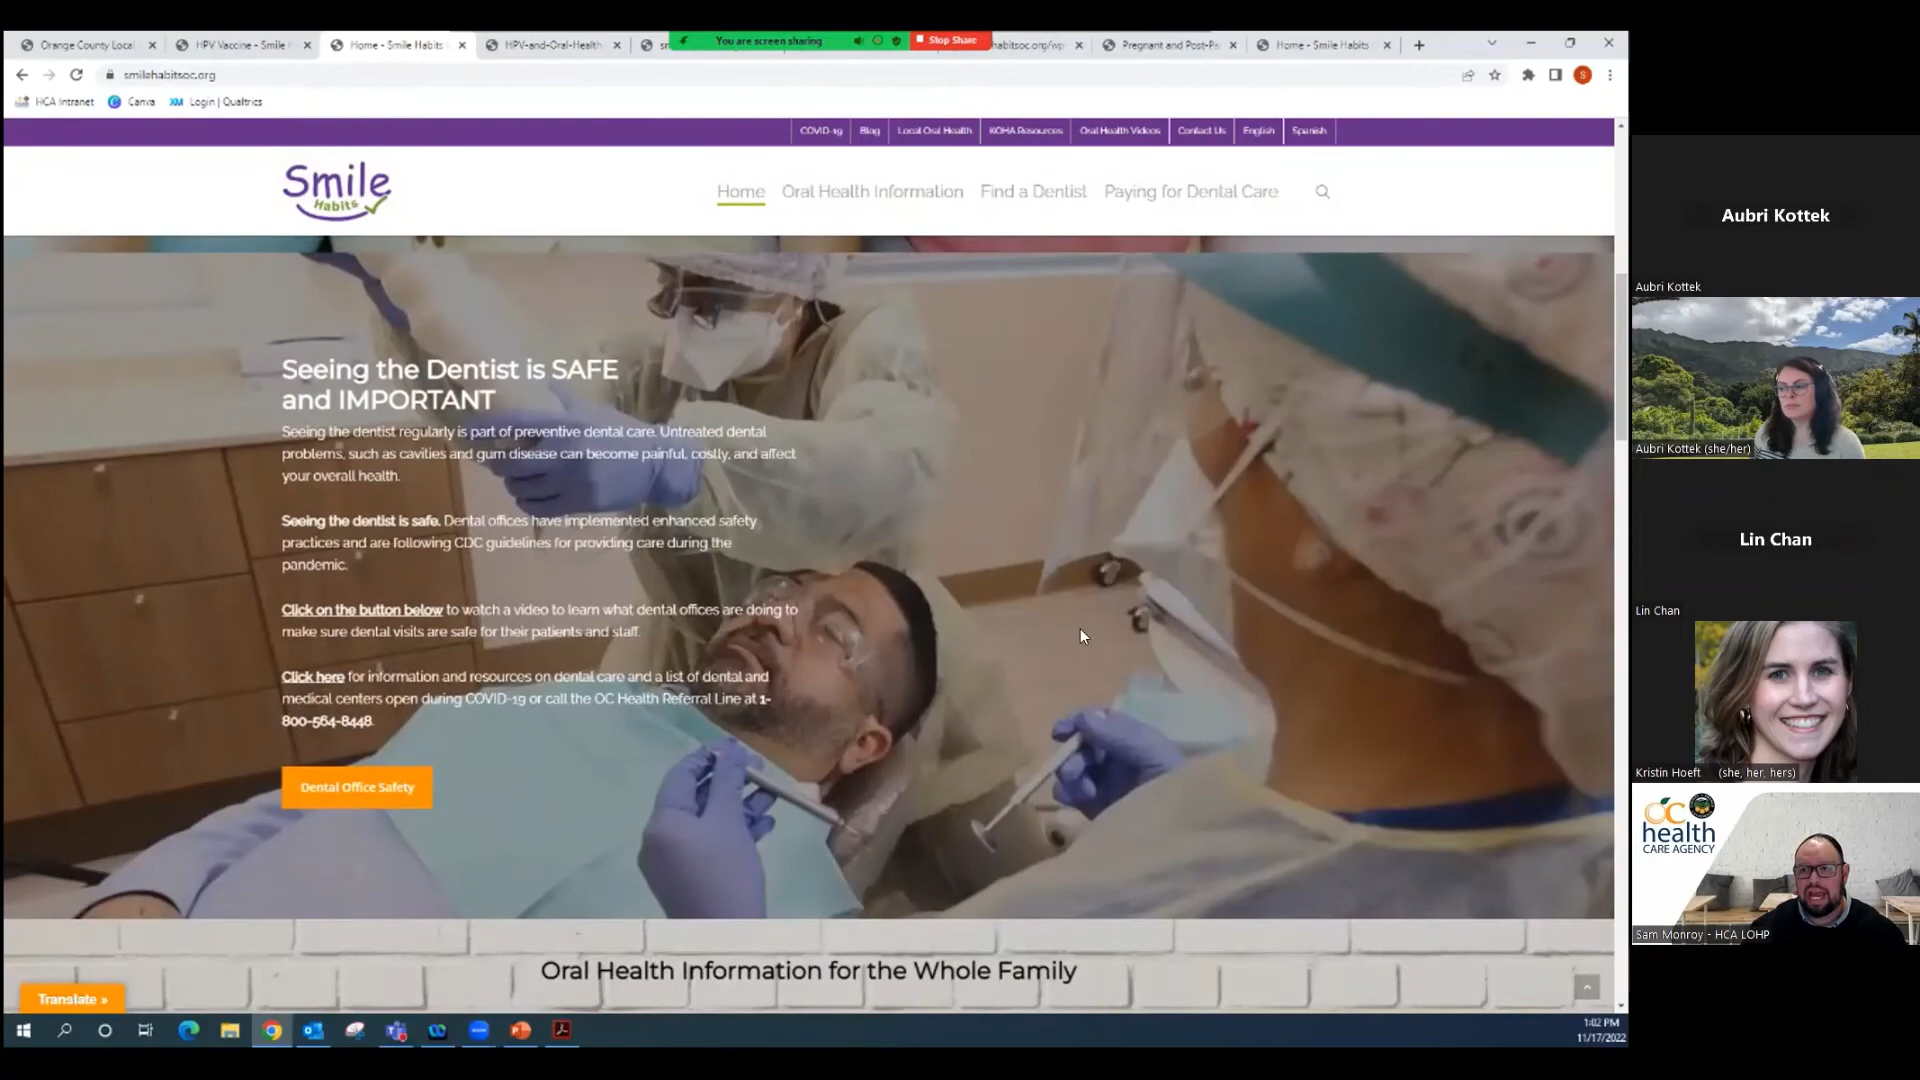 Orange County Local
HPV Vaccine - Smile
Home - Smile Habits
HPV-and-Oral-Health
You are screen sharing
Stop Share
habitsoc.org/wp
Pregnant and Post-Pa
Home - Smile Habits
smilehabitsoc.org
S
HCA Intranet
Canva
Login | Qualtrics
COVID-19
Blog
Local Oral Health
KOHA Resources
Oral Health Videos
Contact Us
English
Spanish
Smile
Habits
Home
Oral Health Information
Find a Dentist
Paying for Dental Care
Seeing the Dentist is SAFE
and IMPORTANT
Seeing the dentist regularly is part of preventive dental care. Untreated dental
problems, such as cavities and gum disease can become painful, costly, and affect
your overall health.
Seeing the dentist is safe. Dental offices have implemented enhanced safety
practices and are following CDC guidelines for providing care during the
pandemic.
Click on the button below to watch a video to learn what dental offices are doing to
make sure dental visits are safe for their patients and staff.
Click here for information and resources on dental care and a list of dental and
medical centers open during COVID-19 or call the OC Health Referral Line at 1-
800-564-8448.
Dental Office Safety
Oral Health Information for the Whole Family
Translate »
1:02 PM
11/17/2022
Aubri Kottek
Aubri Kottek
Aubri Kottek (she/her)
Lin Chan
Lin Chan
Kristin Hoeft (she, her, hers)
OC
health
CARE AGENCY
Sam Monroy - HCA LOHP